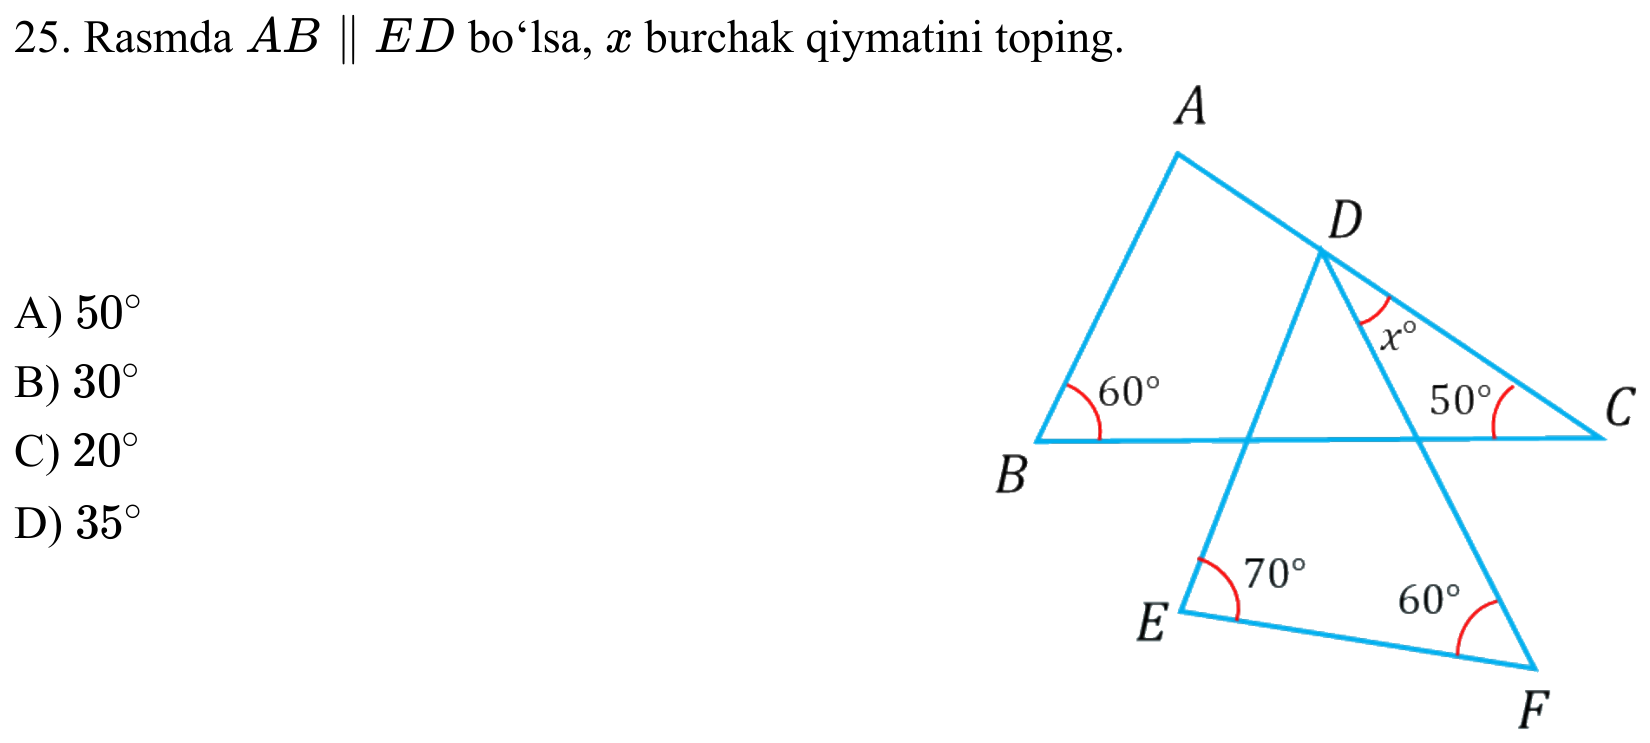 25. Rasmda AB || ED bo‘lsa, x burchak qiymatini toping.
A
D
x°
A) 50°
B) 30°
60°
50°
C
C) 20°
B
D) 35°
70°
60°
E
F